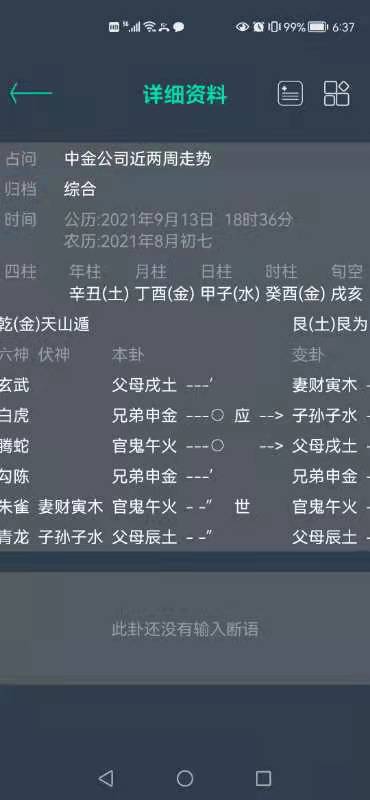 HD 5G 99% 6:37
详细资料
占问 中金公司近两周走势
归档 综合
时间 公历:2021年9月13日 18时36分
农历:2021年8月初七
四柱 年柱 月柱 日柱 时柱 旬空
辛丑(土) 丁酉(金) 甲子(水) 癸酉(金) 戌亥
乾(金)天山遁 艮(土)艮为
六神 伏神 本卦 变卦
玄武 父母戌土 ---′ 妻财寅木 -
白虎 兄弟申金 ---○ 应 --> 子孙子水 -
腾蛇 官鬼午火 ---○ --> 父母戌土 -
勾陈 兄弟申金 ---′ 兄弟申金 -
朱雀 妻财寅木 官鬼午火 - -″ 世 官鬼午火 -
青龙 子孙子水 父母辰土 - -″ 父母辰土 -
此卦还没有输入断语